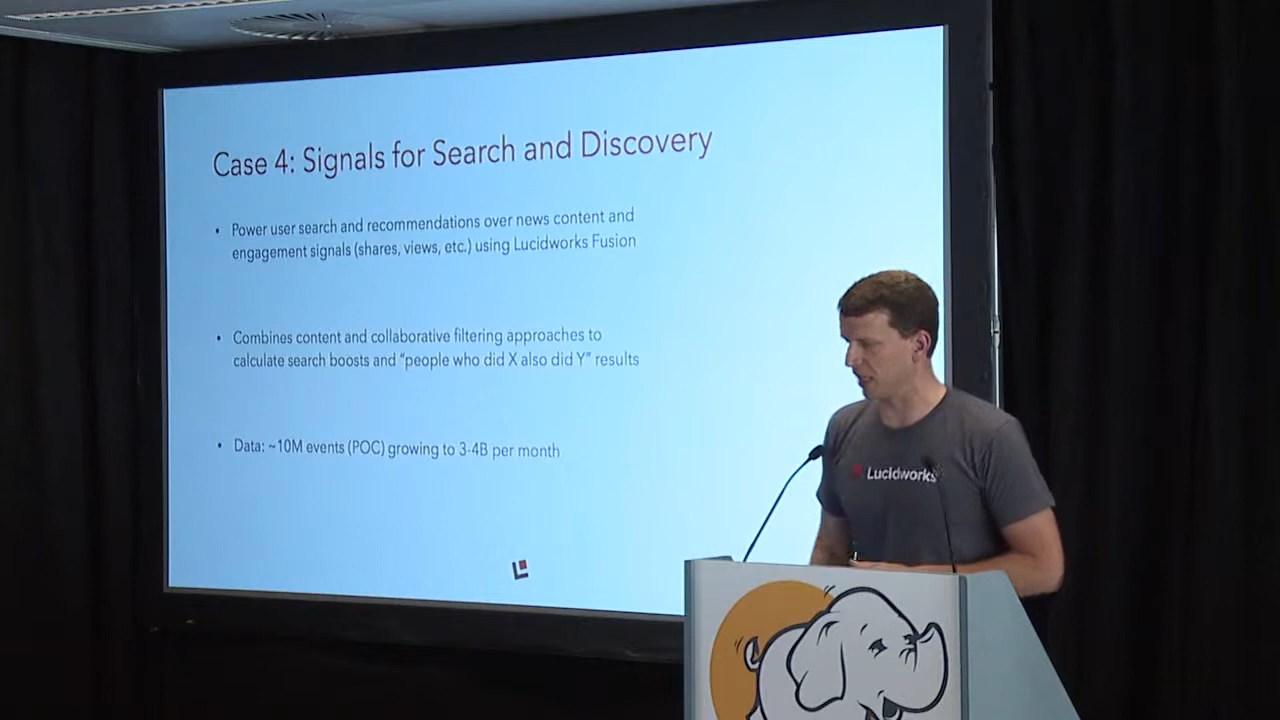 Case 4: Signals for Search and Discovery
• Power user search and recommendations over news content and
engagement signals (shares, views, etc.) using Lucidworks Fusion
• Combines content and collaborative filtering approaches to
calculate search boosts and “people who did X also did Y” results
• Data: ~10M events (POC) growing to 3-4B per month
Lucidworks